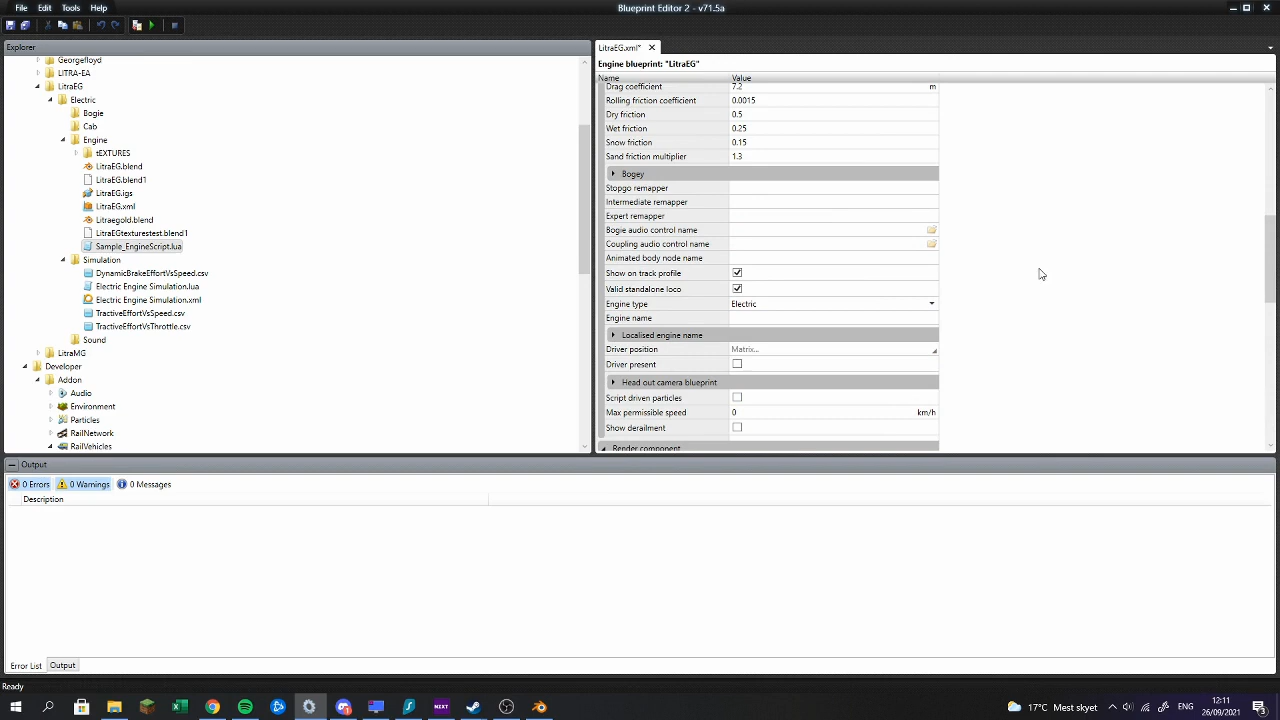 File Edit Tools Help
Blueprint Editor 2 - v71.5a
Explorer
Georgefloyd
LITRA-EA
LitraEG
Electric
Bogie
Cab
Engine
tEXTURES
LitraEG.blend
LitraEG.blend1
LitraEG.igs
LitraEG.xml
Litraegold.blend
LitraEGtexturestest.blend1
Sample_EngineScript.lua
Simulation
DynamicBrakeEffortVsSpeed.csv
Electric Engine Simulation.lua
Electric Engine Simulation.xml
TractiveEffortVsSpeed.csv
TractiveEffortVsThrottle.csv
Sound
LitraMG
Developer
Addon
Audio
Environment
Particles
RailNetwork
RailVehicles
LitraEG.xml*
Engine blueprint: "LitraEG"
Name Value
Drag coefficient 7.2 m
Rolling friction coefficient 0.0015
Dry friction 0.5
Wet friction 0.25
Snow friction 0.15
Sand friction multiplier 1.3
Bogey
Stopgo remapper
Intermediate remapper
Expert remapper
Bogie audio control name
Coupling audio control name
Animated body node name
Show on track profile
Valid standalone loco
Engine type Electric
Engine name
Localised engine name
Driver position Matrix...
Driver present
Head out camera blueprint
Script driven particles
Max permissible speed 0 km/h
Show derailment
Render component
Output
0 Errors 0 Warnings 0 Messages
Description
Error List Output
Ready
NEXT
17°C Mest skyet
ENG
12:11
26/09/2021
3